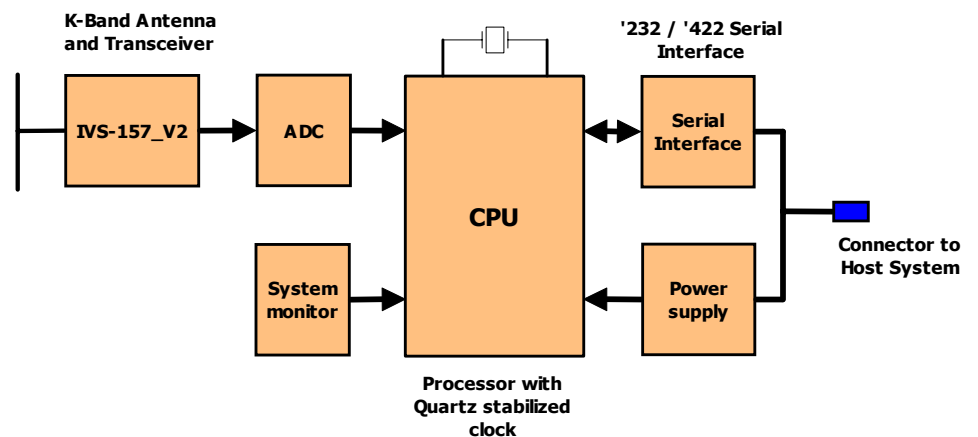 K-Band Antenna
and Transceiver
'232 / '422 Serial
Interface
IVS-157_V2
ADC
Serial
Interface
CPU
Connector to
Host System
System
monitor
Power
supply
Processor with
Quartz stabilized
clock